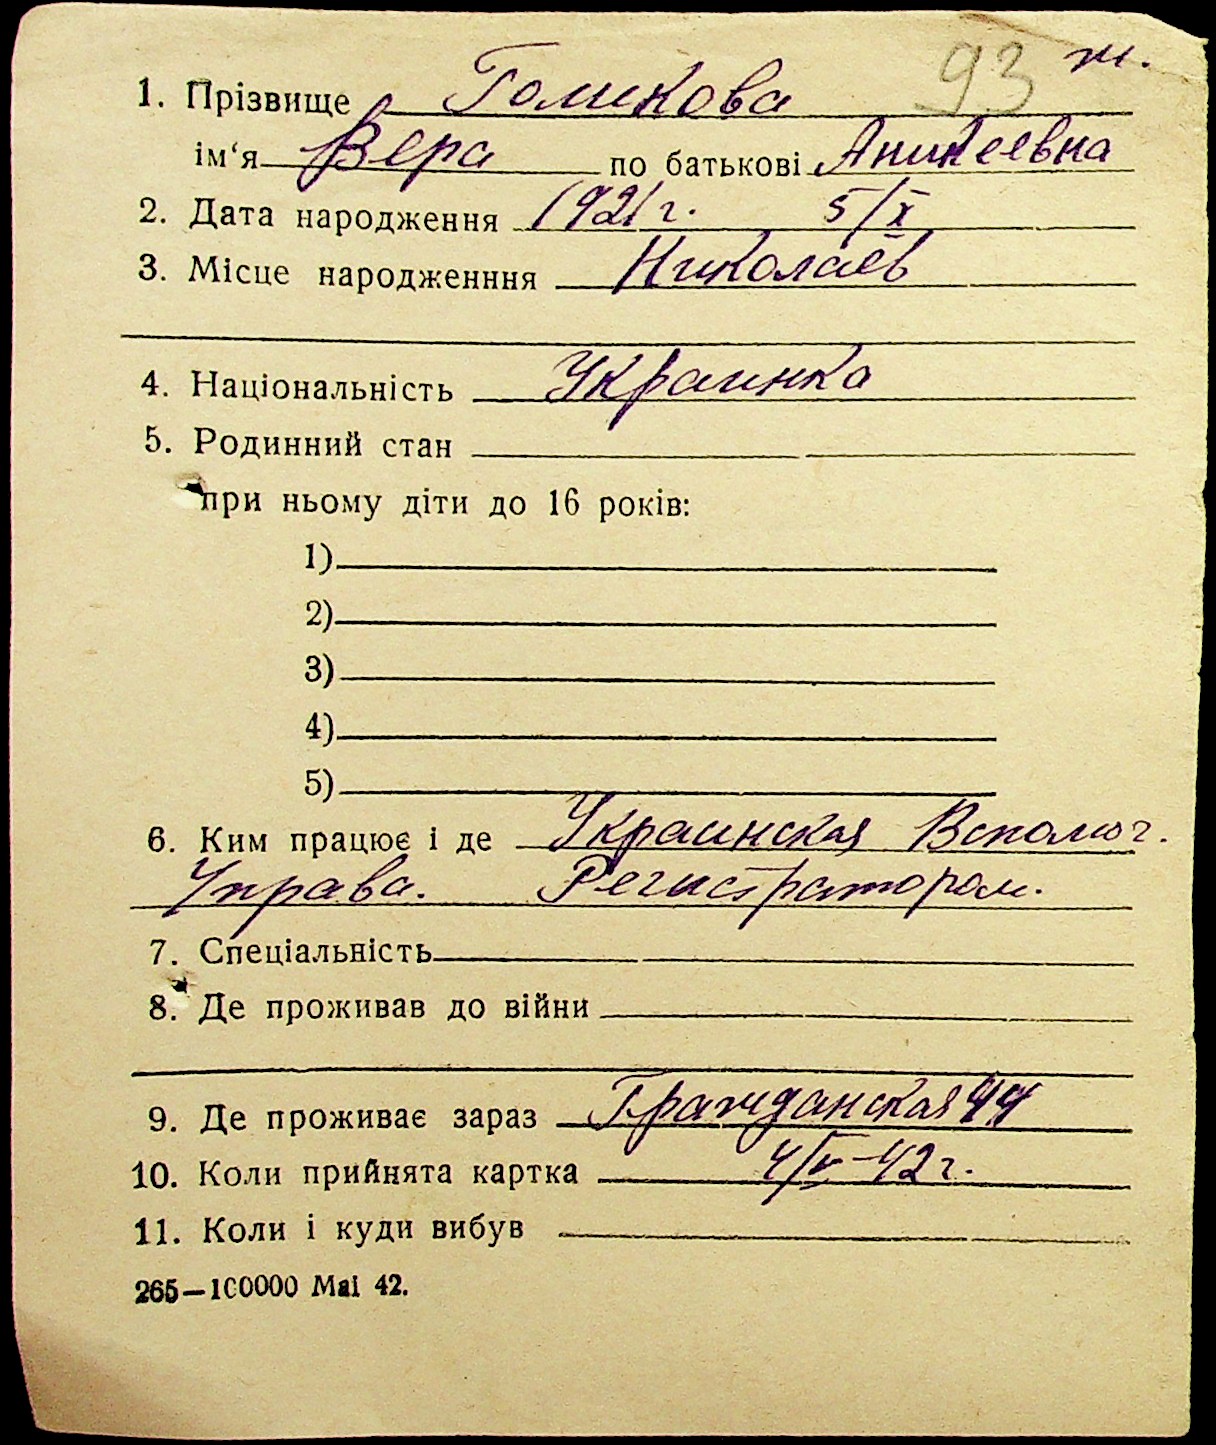 93 ж.
1. Прізвище Голикова
ім‘я Вера по батькові Аникеевна
2. Дата народження 1921 г. 5/X
3. Місце народженння Николаев
4. Національність Украинка
5. Родинний стан
при ньому діти до 16 років:
1)
2)
3)
4)
5)
6. Ким працює і де Украинская Вспомог.
Управа. Регистратором.
7. Спеціальність
8. Де проживав до війни
9. Де проживає зараз Гражданская 44
10. Коли прийнята картка 4/V-42 г.
11. Коли і куди вибув
265—100000 Mai 42.